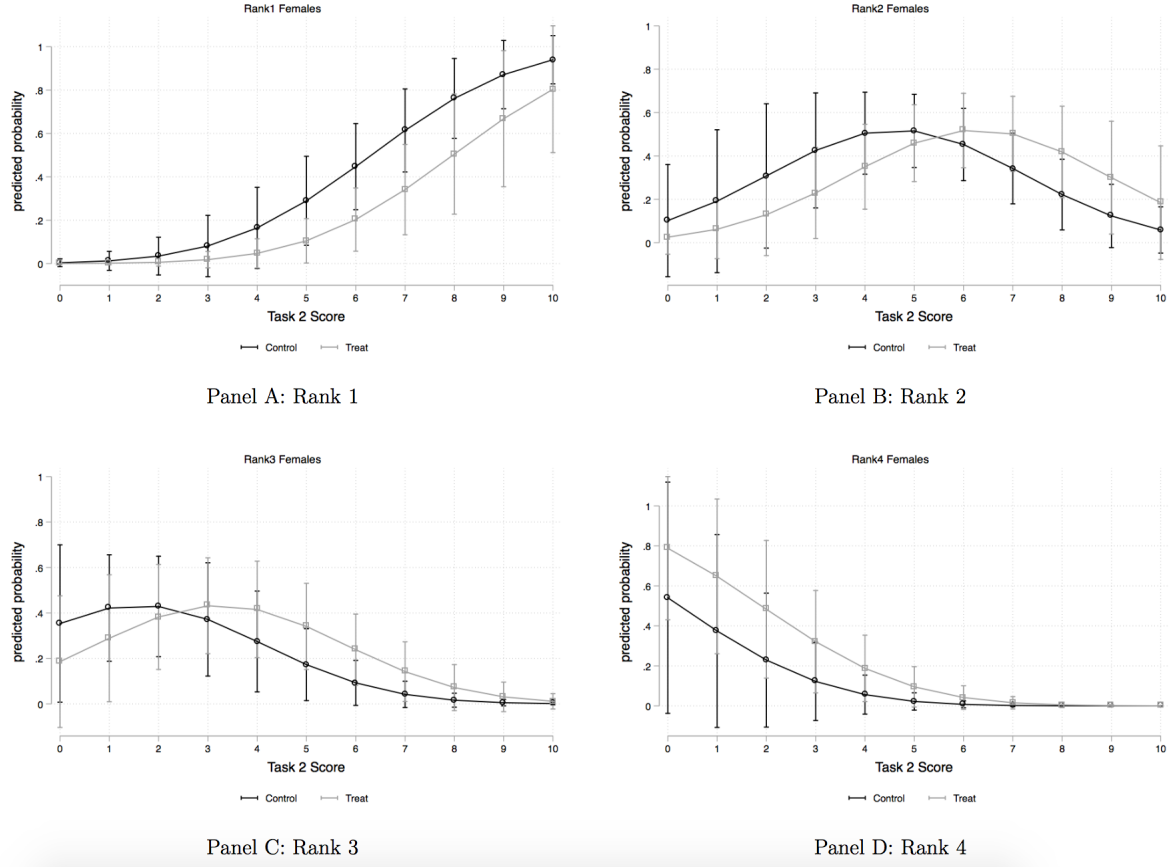 Rank1 Females
predicted probability
1
.8
.6
.4
.2
0
0 1 2 3 4 5 6 7 8 9 10
Task 2 Score
Control Treat
Panel A: Rank 1
Rank2 Females
predicted probability
1
.8
.6
.4
.2
0
0 1 2 3 4 5 6 7 8 9 10
Task 2 Score
Control Treat
Panel B: Rank 2
Rank3 Females
predicted probability
1
.8
.6
.4
.2
0
0 1 2 3 4 5 6 7 8 9 10
Task 2 Score
Control Treat
Panel C: Rank 3
Rank4 Females
predicted probability
1
.8
.6
.4
.2
0
0 1 2 3 4 5 6 7 8 9 10
Task 2 Score
Control Treat
Panel D: Rank 4